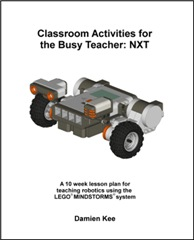 Classroom Activities for
the Busy Teacher: NXT
A 10 week lesson plan for
teaching robotics using the
LEGO® MINDSTORMS® system
Damien Kee